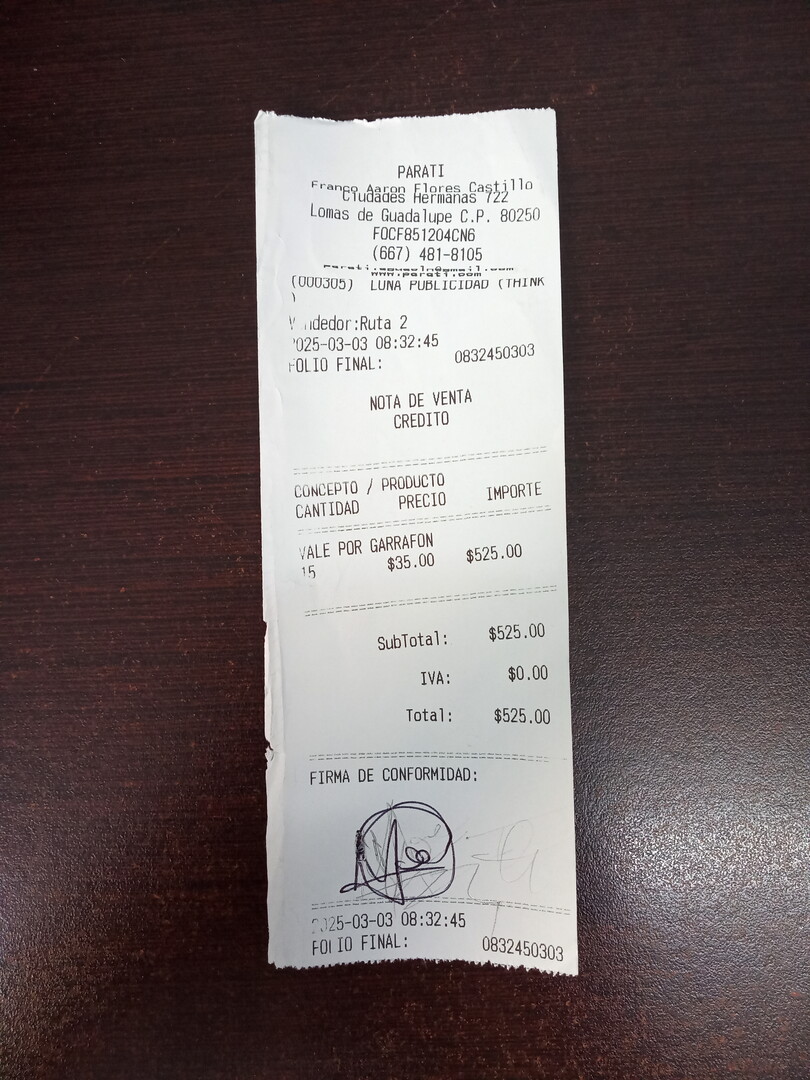 PARATI
Franco Aaron Flores Castillo
Ciudades Hermanas 722
Lomas de Guadalupe C.P. 80250
FOCF851204CN6
(667) 481-8105
www.parati.com
(000305) LUNA PUBLICIDAD (THINK
)
Vendedor:Ruta 2
2025-03-03 08:32:45
FOLIO FINAL: 0832450303
NOTA DE VENTA
CREDITO
CONCEPTO / PRODUCTO
CANTIDAD PRECIO IMPORTE
VALE POR GARRAFON
15 $35.00 $525.00
SubTotal: $525.00
IVA: $0.00
Total: $525.00
FIRMA DE CONFORMIDAD:
2025-03-03 08:32:45
FOLIO FINAL: 0832450303